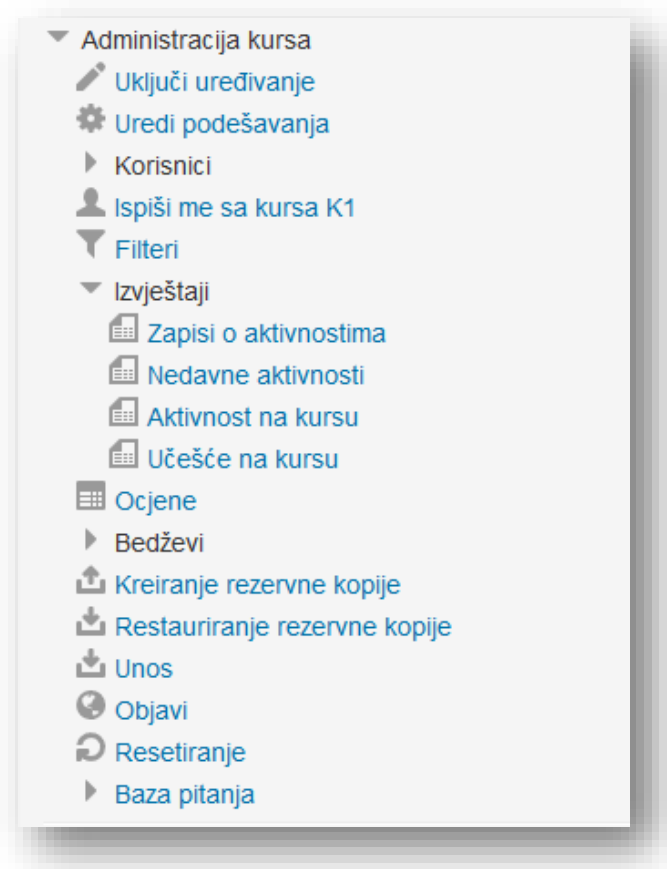 Administracija kursa
Uključi uređivanje
Uredi podešavanja
Korisnici
Ispiši me sa kursa K1
Filteri
Izvještaji
Zapisi o aktivnostima
Nedavne aktivnosti
Aktivnost na kursu
Učešće na kursu
Ocjene
Bedževi
Kreiranje rezervne kopije
Restauriranje rezervne kopije
Unos
Objavi
Resetiranje
Baza pitanja